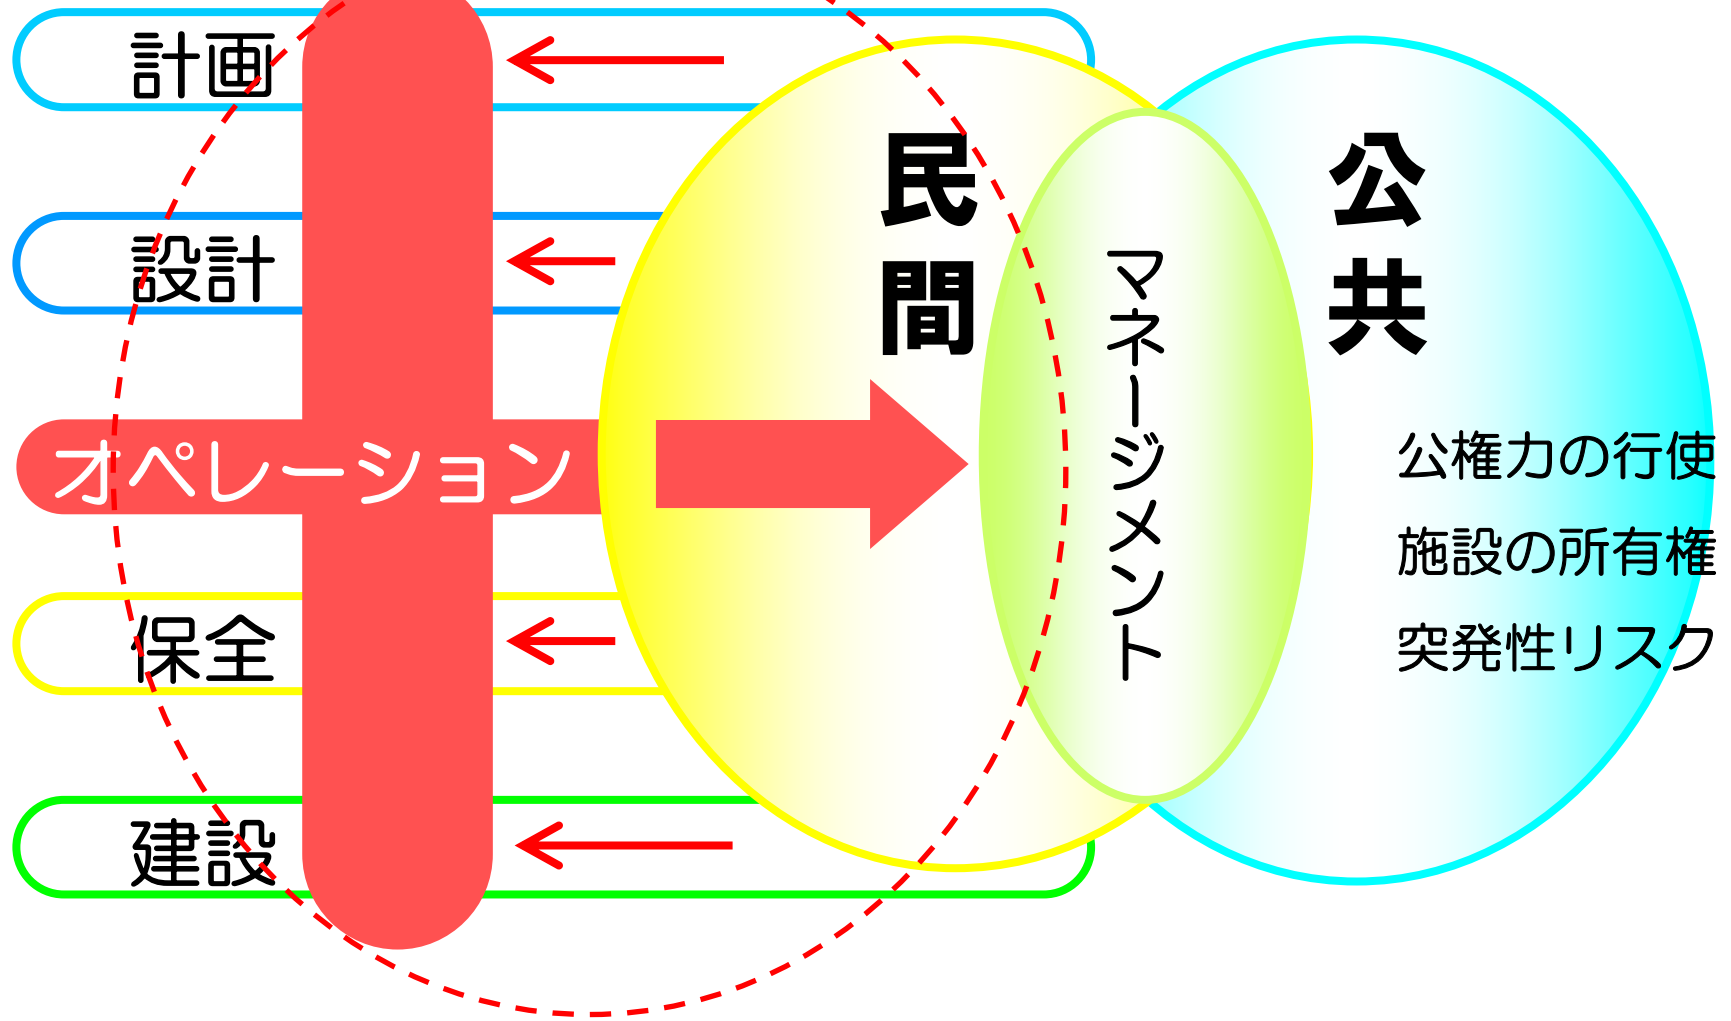 計画
設計
オペレーション
保全
建設
民間
マネージメント
公共
公権力の行使
施設の所有権
突発性リスク